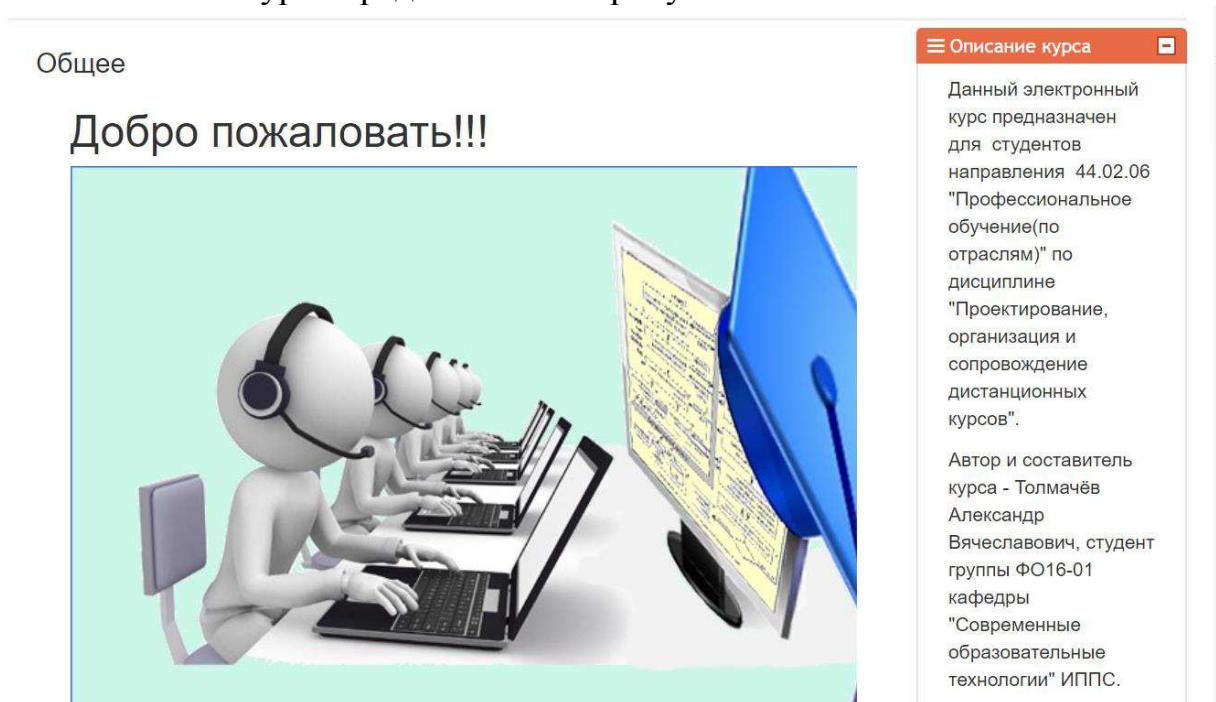 Общее
Добро пожаловать!!!
Описание курса
Данный электронный
курс предназначен
для студентов
направления 44.02.06
"Профессиональное
обучение(по
отраслям)" по
дисциплине
"Проектирование,
организация и
сопровождение
дистанционных
курсов".
Автор и составитель
курса - Толмачёв
Александр
Вячеславович, студент
группы ФО16-01
кафедры
"Современные
образовательные
технологии" ИППС.